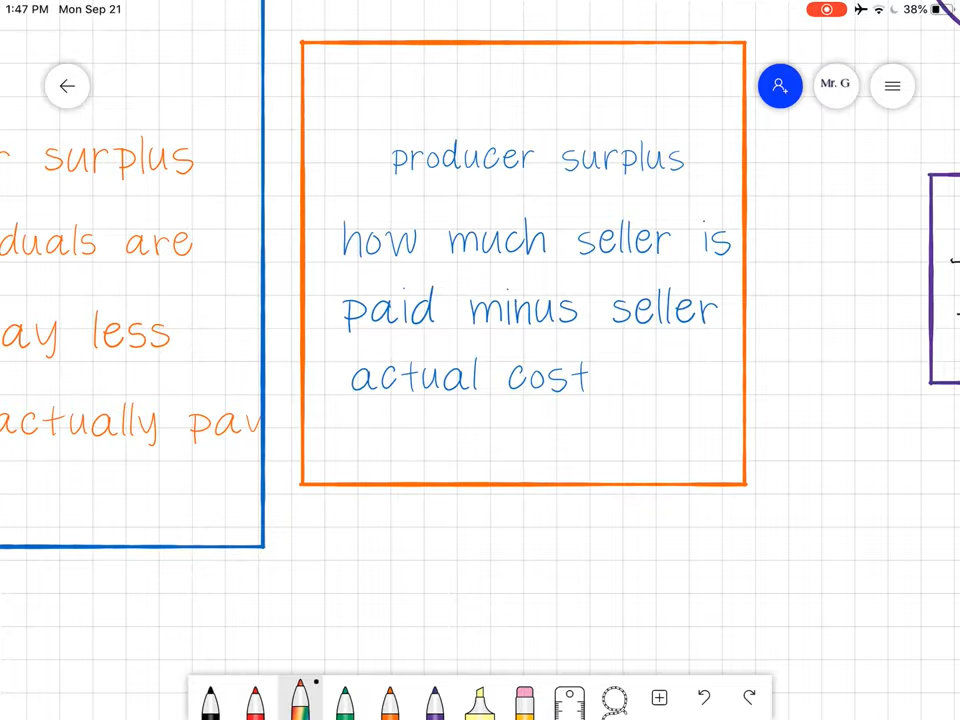 1:47 PM Mon Sep 21
38%
Mr. G
surplus
duals are
ay less
actually pay
producer surplus
how much seller is
paid minus seller
actual cost